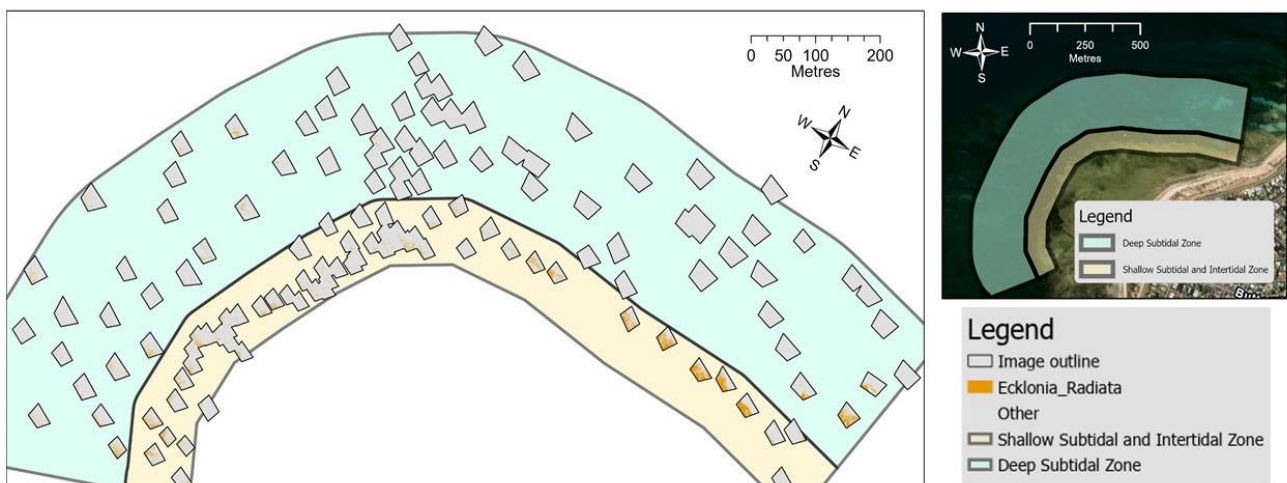 0 50 100 200
Metres
N
W
E
S
N
W
E
S
0 250 500
Metres
Legend
Deep Subtidal Zone
Shallow Subtidal and Intertidal Zone
Legend
Image outline
Ecklonia_Radiata
Other
Shallow Subtidal and Intertidal Zone
Deep Subtidal Zone